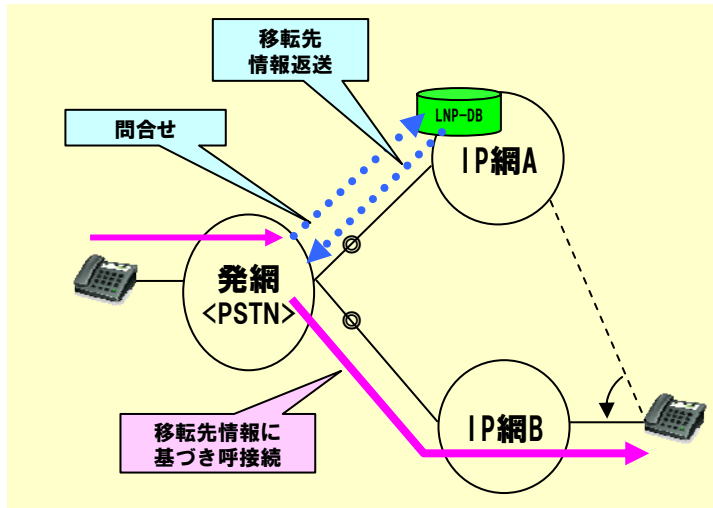 移転先
情報返送
LNP-DB
問合せ
IP網A
発網
<PSTN>
移転先情報に
基づき呼接続
IP網B